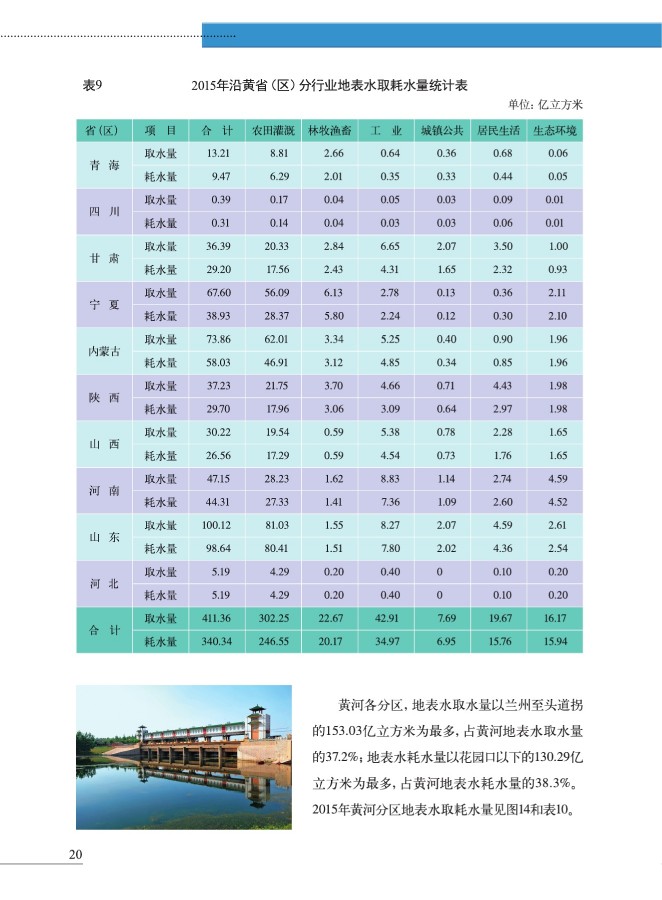 表9 2015年沿黄省（区）分行业地表水取耗水量统计表
单位：亿立方米
省（区） 项 目 合 计 农田灌溉 林牧渔畜 工 业 城镇公共 居民生活 生态环境
青 海 取水量 13.21 8.81 2.66 0.64 0.36 0.68 0.06
耗水量 9.47 6.29 2.01 0.35 0.33 0.44 0.05
四 川 取水量 0.39 0.17 0.04 0.05 0.03 0.09 0.01
耗水量 0.31 0.14 0.04 0.03 0.03 0.06 0.01
甘 肃 取水量 36.39 20.33 2.84 6.65 2.07 3.50 1.00
耗水量 29.20 17.56 2.43 4.31 1.65 2.32 0.93
宁 夏 取水量 67.60 56.09 6.13 2.78 0.13 0.36 2.11
耗水量 38.93 28.37 5.80 2.24 0.12 0.30 2.10
内蒙古 取水量 73.86 62.01 3.34 5.25 0.40 0.90 1.96
耗水量 58.03 46.91 3.12 4.85 0.34 0.85 1.96
陕 西 取水量 37.23 21.75 3.70 4.66 0.71 4.43 1.98
耗水量 29.70 17.96 3.06 3.09 0.64 2.97 1.98
山 西 取水量 30.22 19.54 0.59 5.38 0.78 2.28 1.65
耗水量 26.56 17.29 0.59 4.54 0.73 1.76 1.65
河 南 取水量 47.15 28.23 1.62 8.83 1.14 2.74 4.59
耗水量 44.31 27.33 1.41 7.36 1.09 2.60 4.52
山 东 取水量 100.12 81.03 1.55 8.27 2.07 4.59 2.61
耗水量 98.64 80.41 1.51 7.80 2.02 4.36 2.54
河 北 取水量 5.19 4.29 0.20 0.40 0 0.10 0.20
耗水量 5.19 4.29 0.20 0.40 0 0.10 0.20
合 计 取水量 411.36 302.25 22.67 42.91 7.69 19.67 16.17
耗水量 340.34 246.55 20.17 34.97 6.95 15.76 15.94
黄河各分区，地表水取水量以兰州至头道拐
的153.03亿立方米为最多，占黄河地表水取水量
的37.2%；地表水耗水量以花园口以下的130.29亿
立方米为最多，占黄河地表水耗水量的38.3%。
2015年黄河分区地表水取耗水量见图14和表10。
20